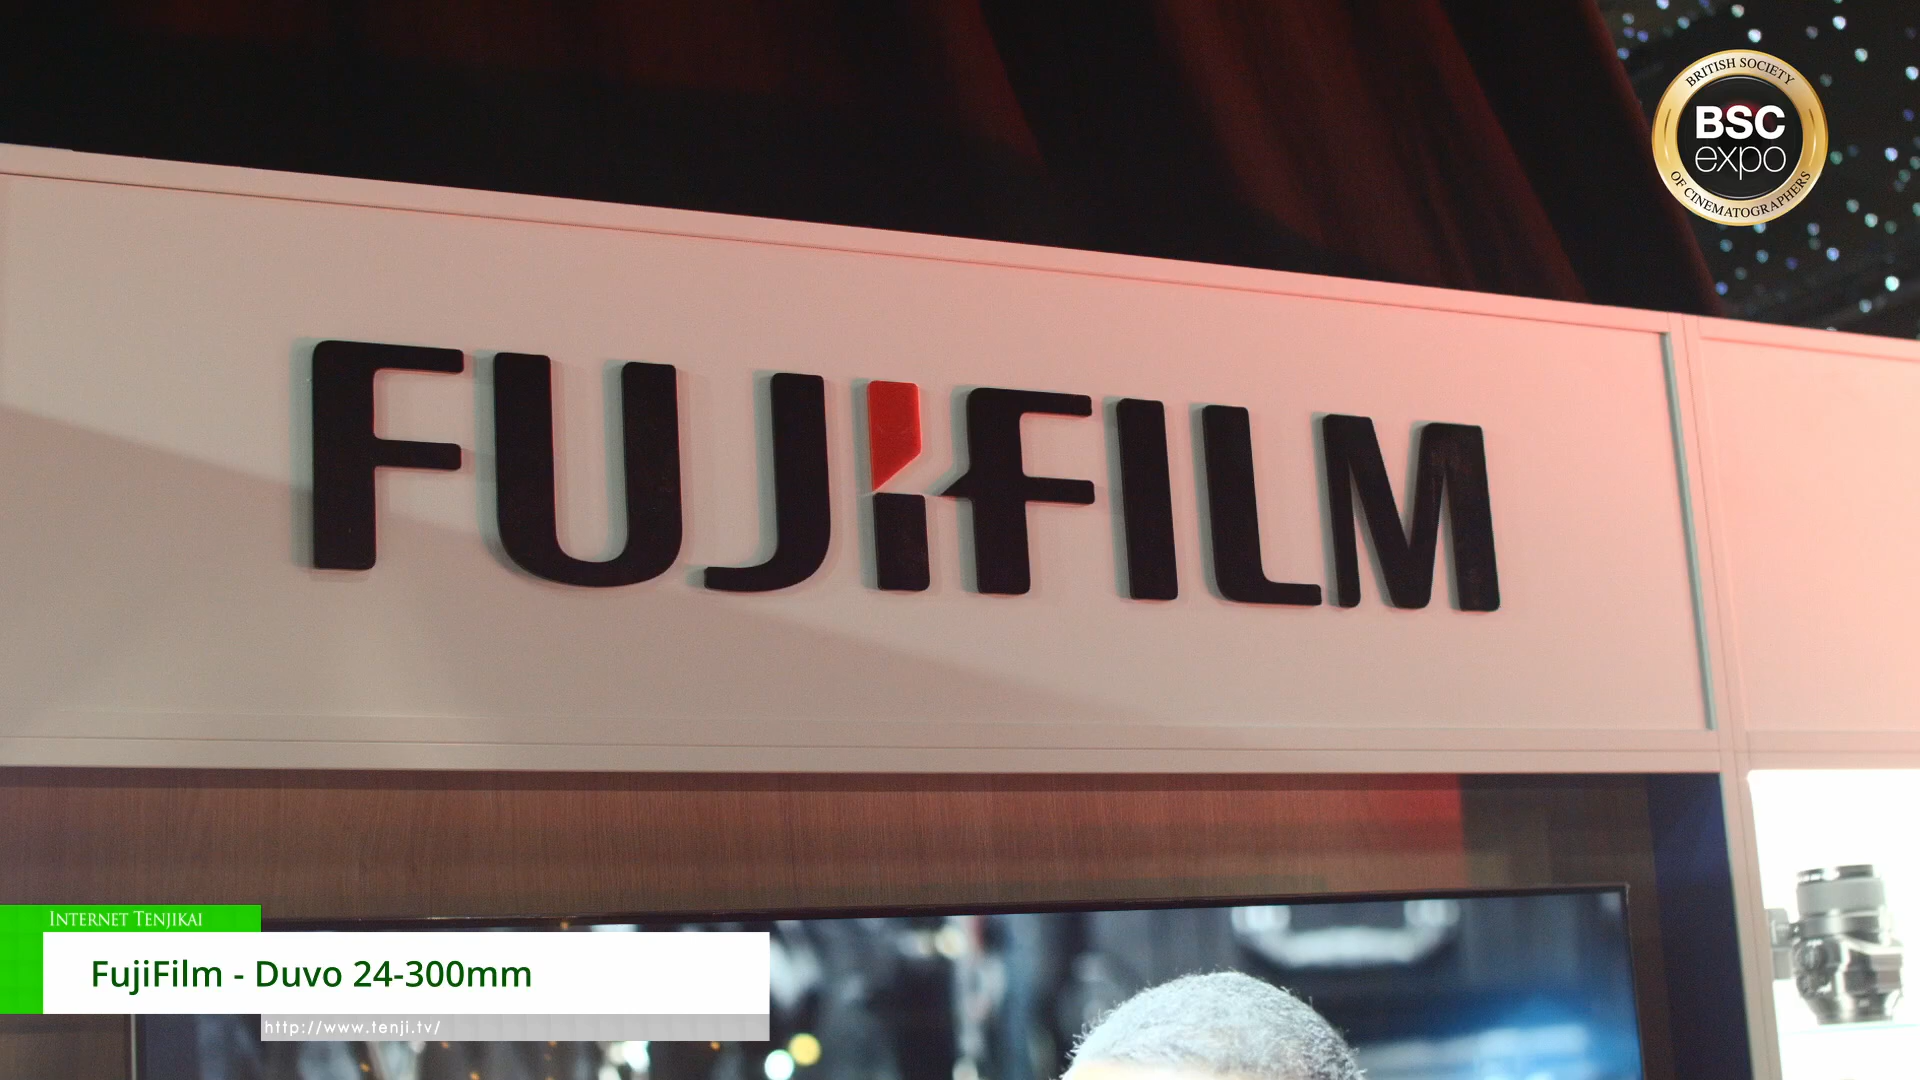 BRITISH SOCIETY
BSC
expo
OF CINEMATOGRAPHERS
FUJIFILM
INTERNET TENJIKAI
FujiFilm - Duvo 24-300mm
http://www.tenji.tv/